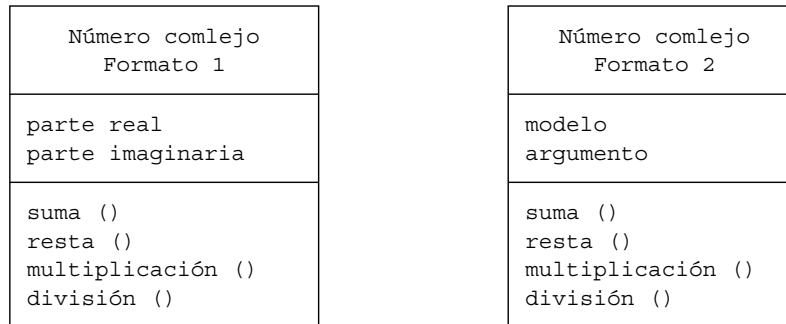 Número comlejo
Formato 1
parte real
parte imaginaria
suma ()
resta ()
multiplicación ()
división ()
Número comlejo
Formato 2
modelo
argumento
suma ()
resta ()
multiplicación ()
división ()